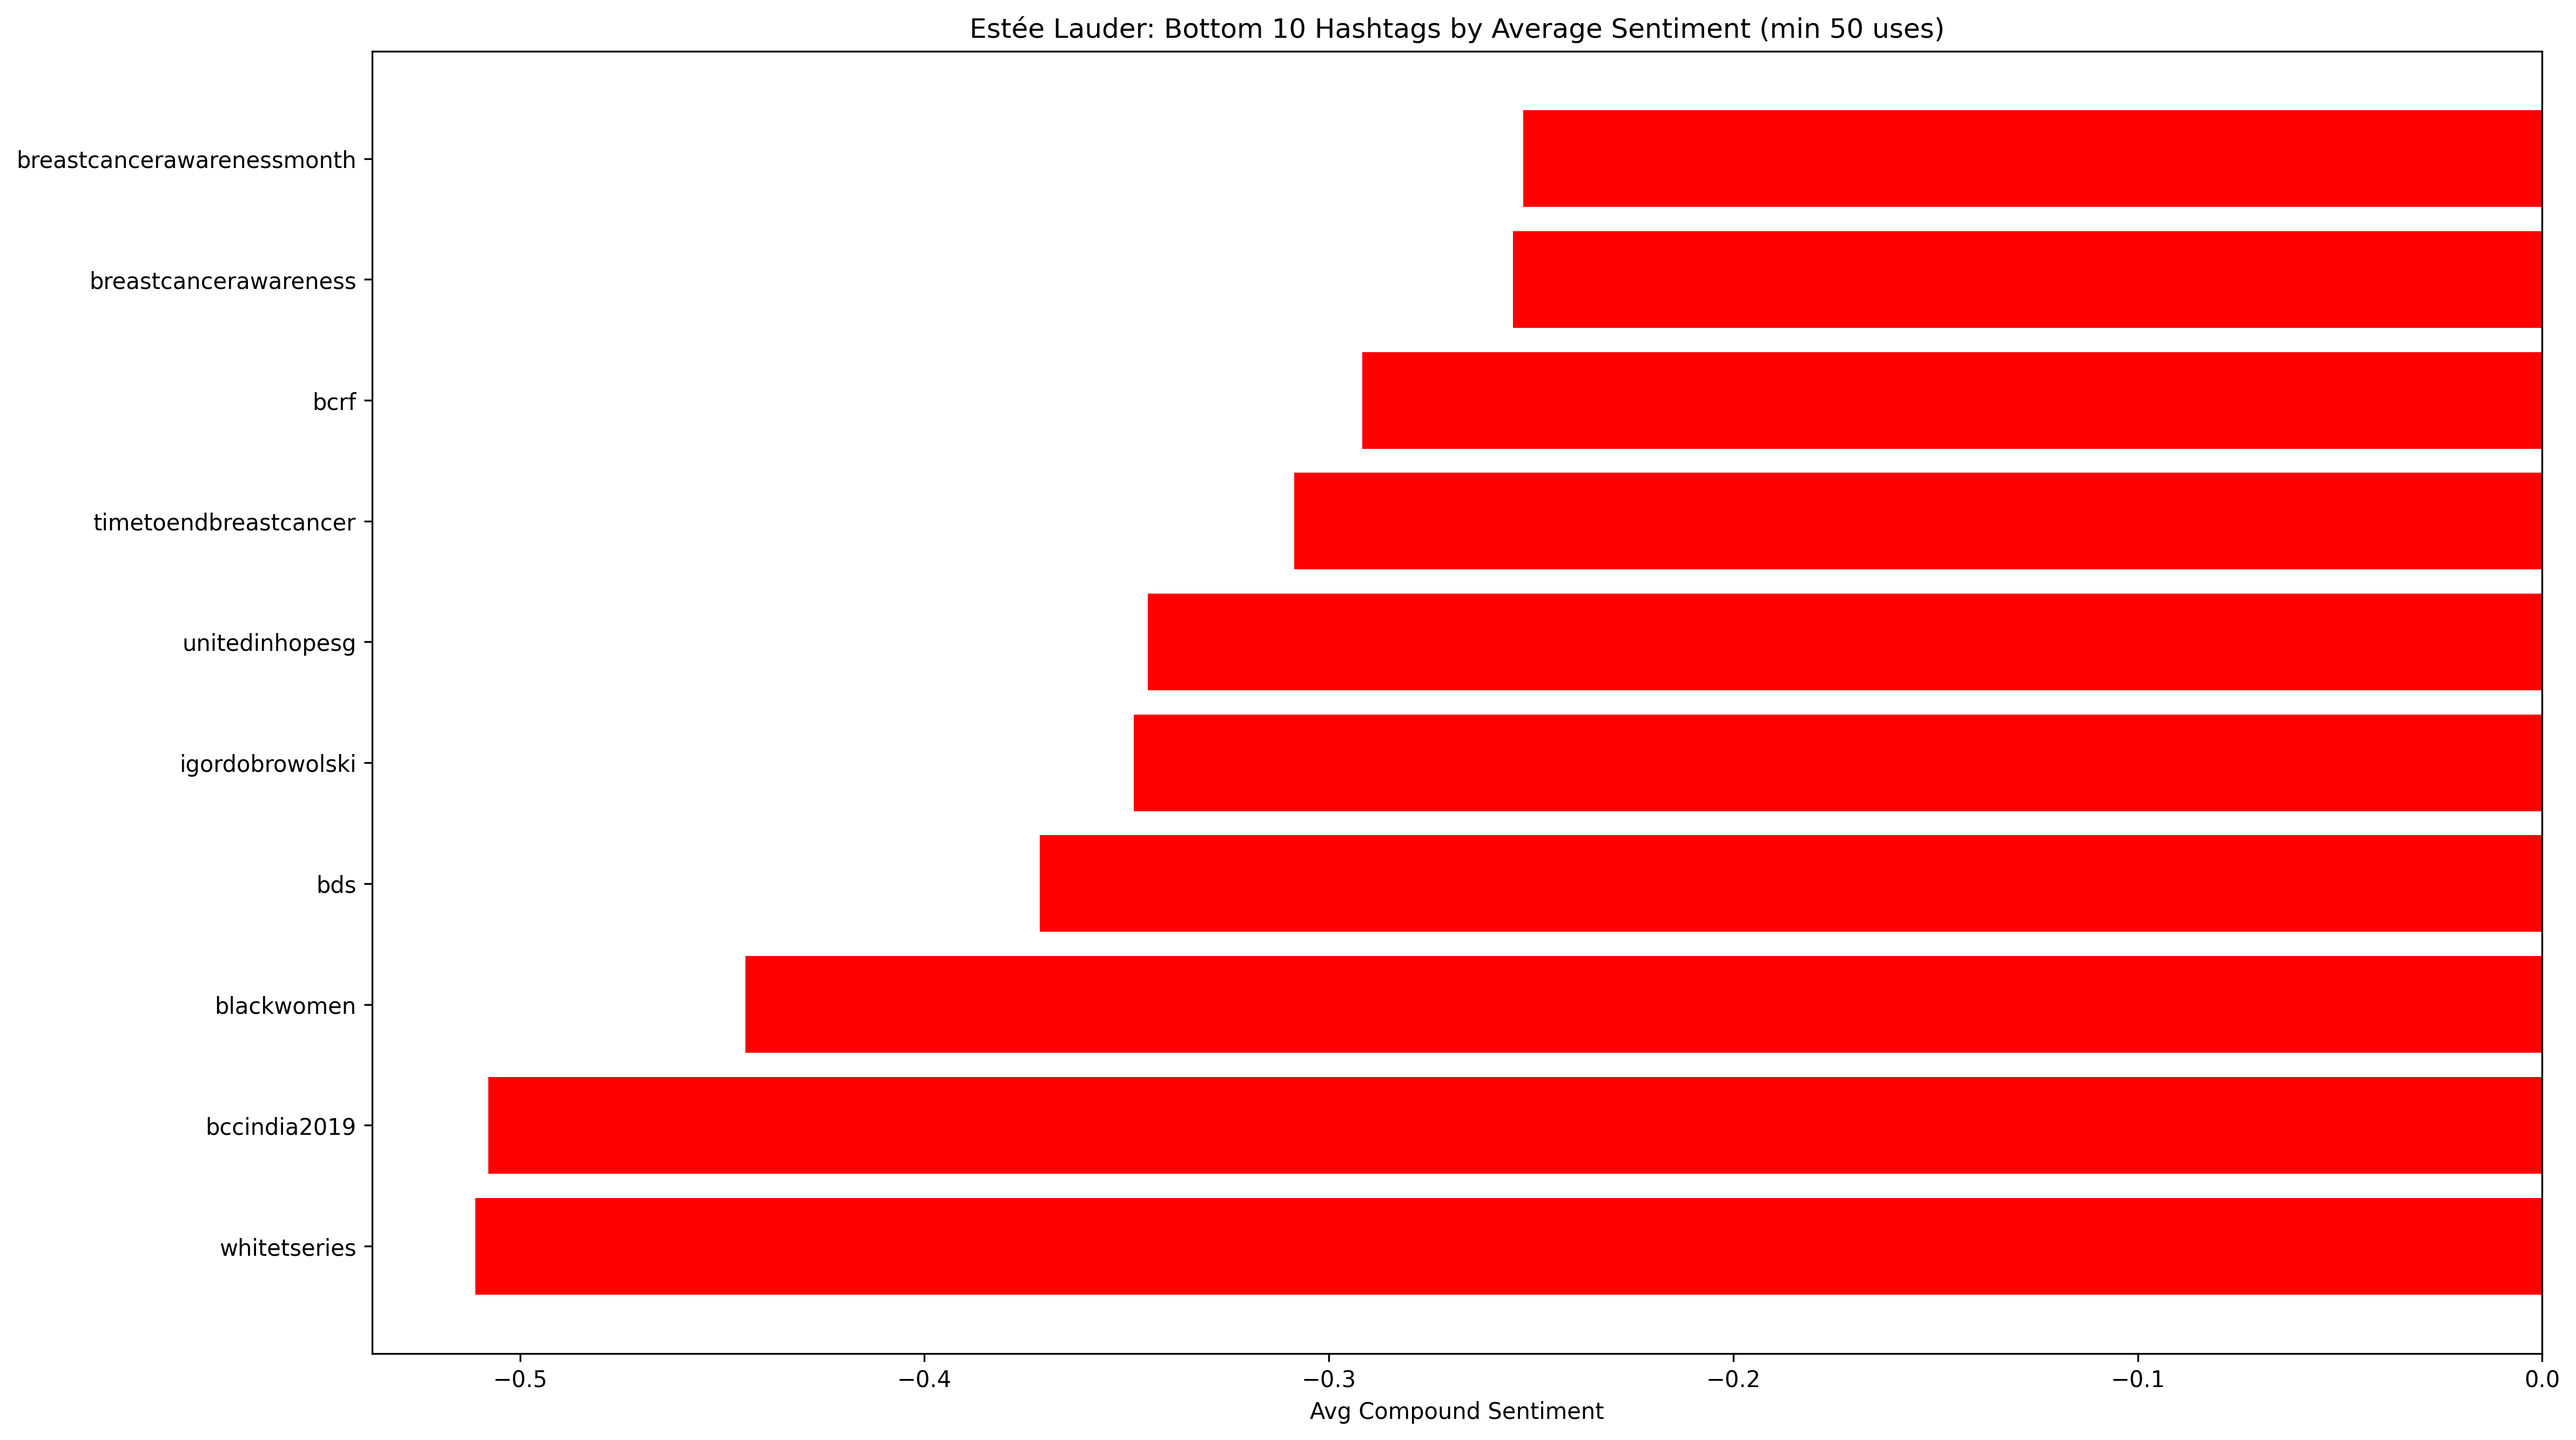 Estée Lauder: Bottom 10 Hashtags by Average Sentiment (min 50 uses)
breastcancerawarenessmonth
breastcancerawareness
bcrf
timetoendbreastcancer
unitedinhopesg
igordobrowolski
bds
blackwomen
bccindia2019
whitetseries
−0.5 −0.4 −0.3 −0.2 −0.1 0.0
Avg Compound Sentiment